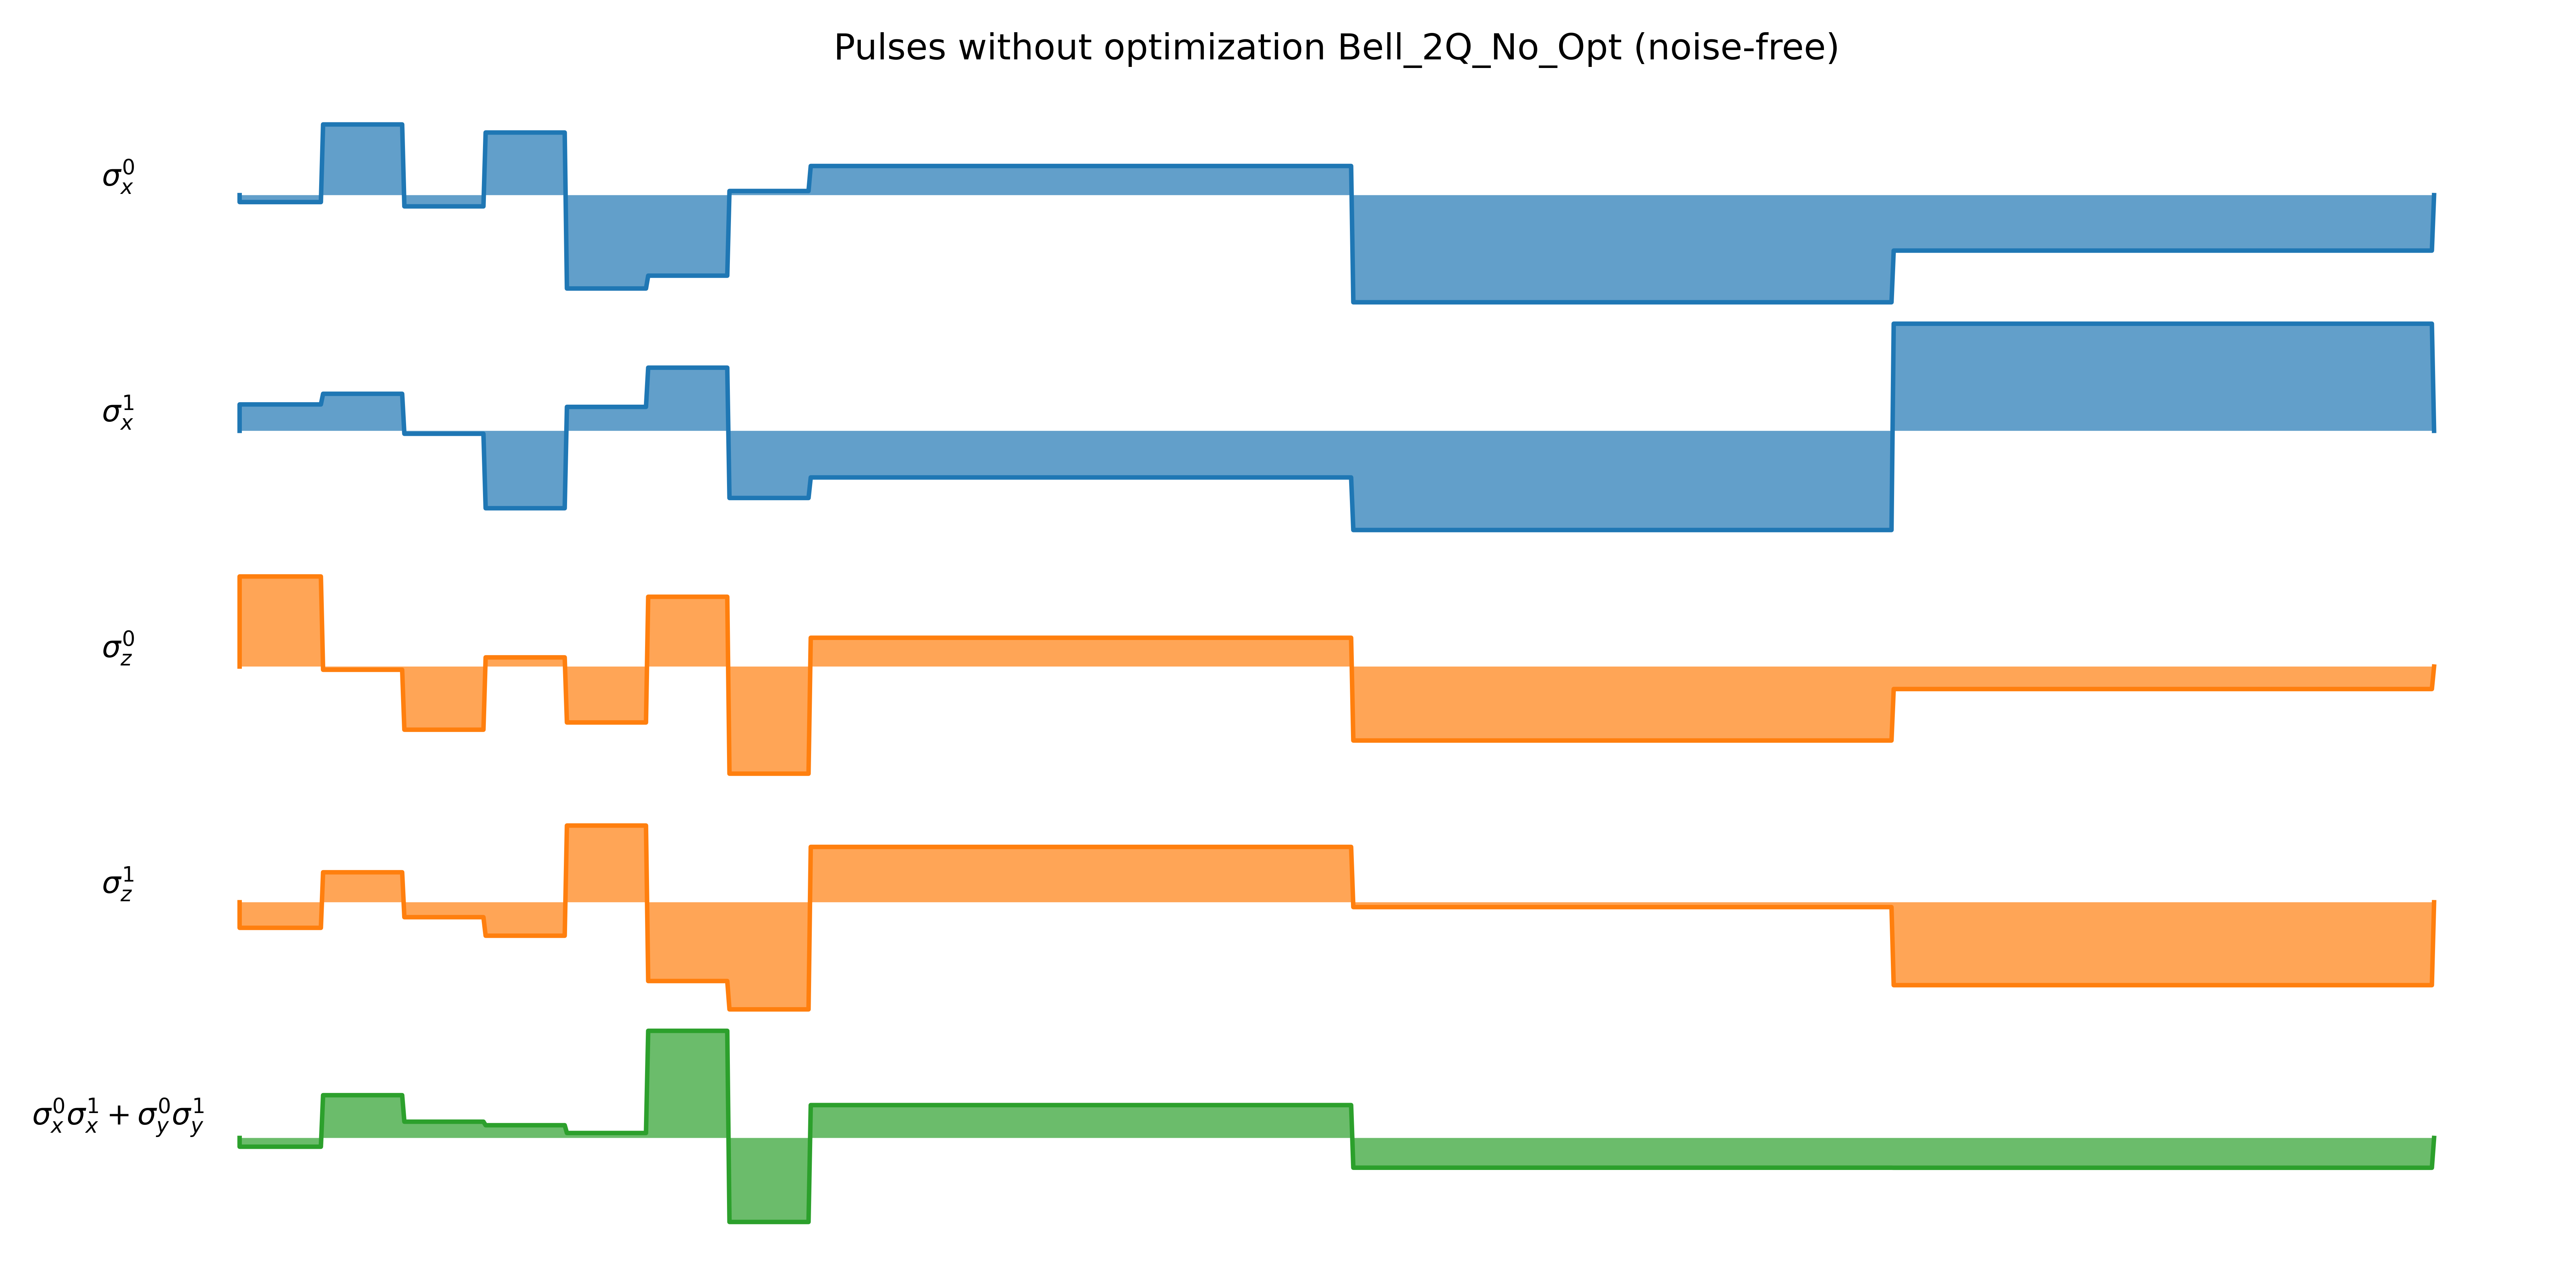 Pulses without optimization Bell_2Q_No_Opt (noise-free)
σ_x^0
σ_x^1
σ_z^0
σ_z^1
σ_x^0σ_x^1 + σ_y^0σ_y^1